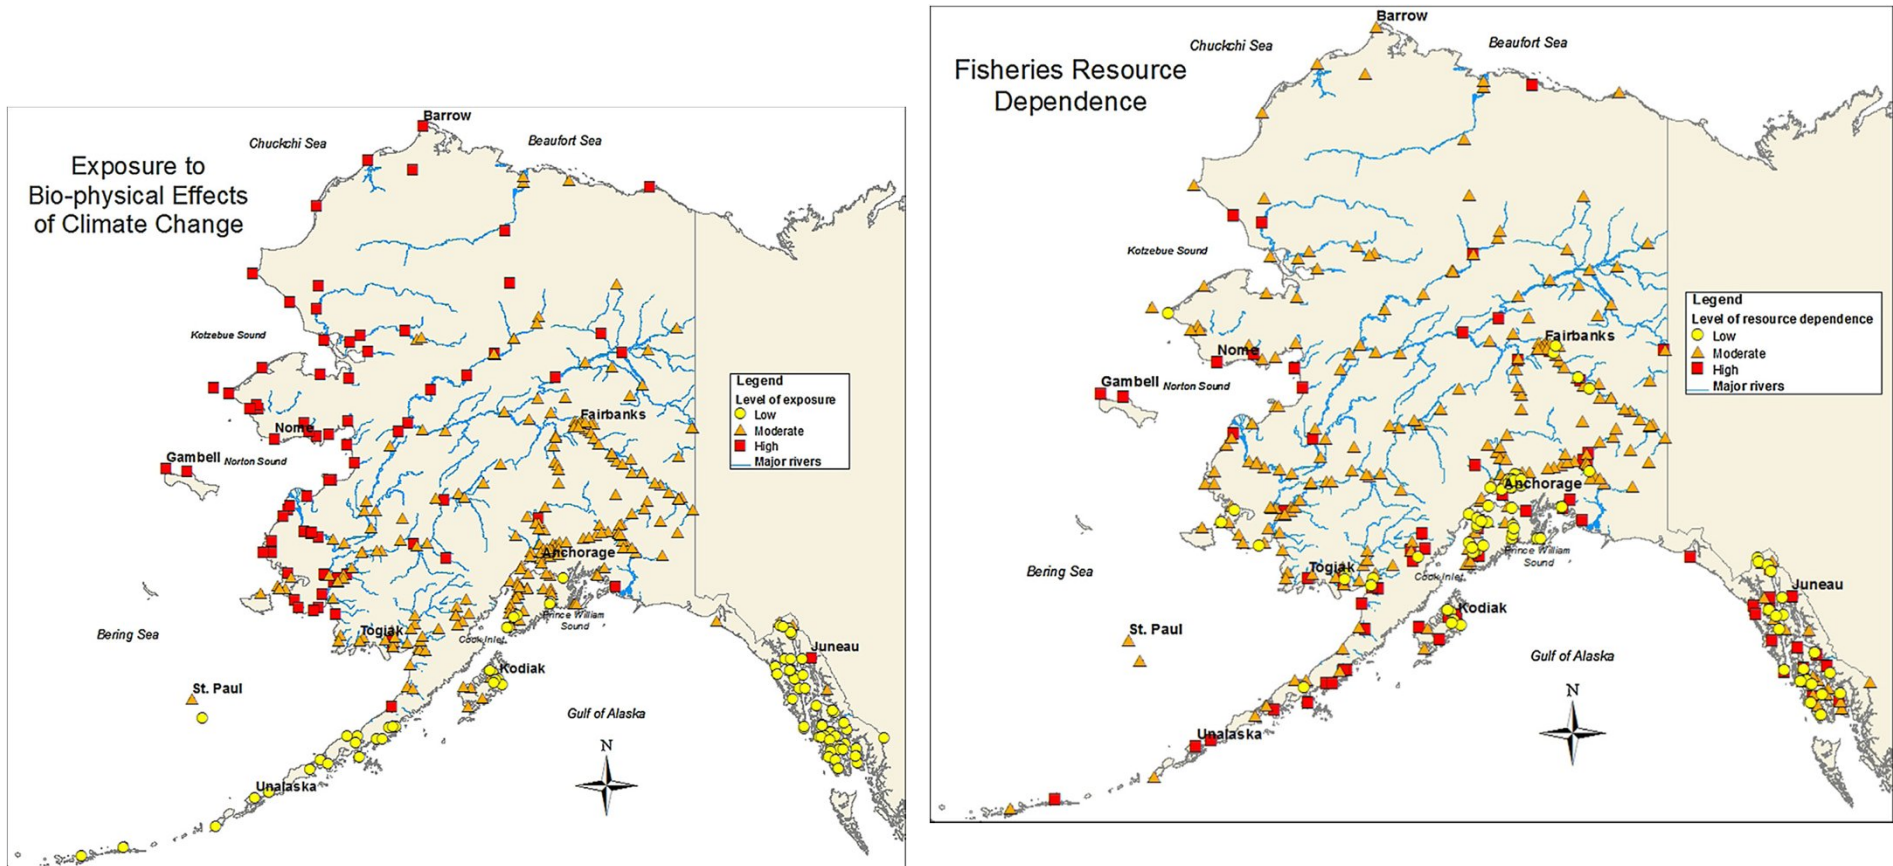 Exposure to
Bio-physical Effects
of Climate Change
Barrow
Chuckchi Sea
Beaufort Sea
Kotzebue Sound
Nome
Gambell
Norton Sound
Fairbanks
Legend
Level of exposure
Low
Moderate
High
Major rivers
Anchorage
Prince William
Sound
Cook Inlet
Togiak
Bering Sea
Juneau
Kodiak
St. Paul
Gulf of Alaska
N
Unalaska
Fisheries Resource
Dependence
Barrow
Chuckchi Sea
Beaufort Sea
Kotzebue Sound
Nome
Gambell
Norton Sound
Fairbanks
Legend
Level of resource dependence
Low
Moderate
High
Major rivers
Anchorage
Prince William
Sound
Cook Inlet
Togiak
Bering Sea
Juneau
Kodiak
St. Paul
Gulf of Alaska
N
Unalaska